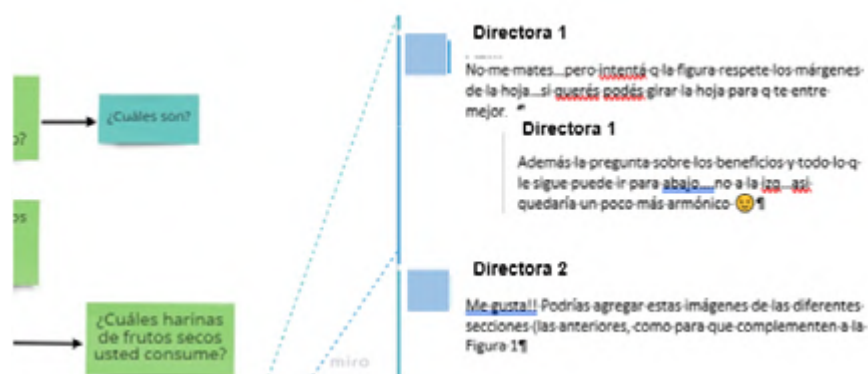 o?
¿Cuáles son?
os
¿Cuáles harinas
de frutos secos
usted consume?
miro
Directora 1
No me mates...pero intentá q la figura respete los márgenes
de la hoja...si querés podés girar la hoja para q te entre
mejor.
Directora 1
Además la pregunta sobre los beneficios y todo lo q
le sigue puede ir para abajo....no a la izq...asi
quedaría un poco más armónico 🙂¶
Directora 2
Me gusta!! Podrías agregar estas imágenes de las diferentes
secciones (las anteriores, como para que complementen a la
Figura 1¶